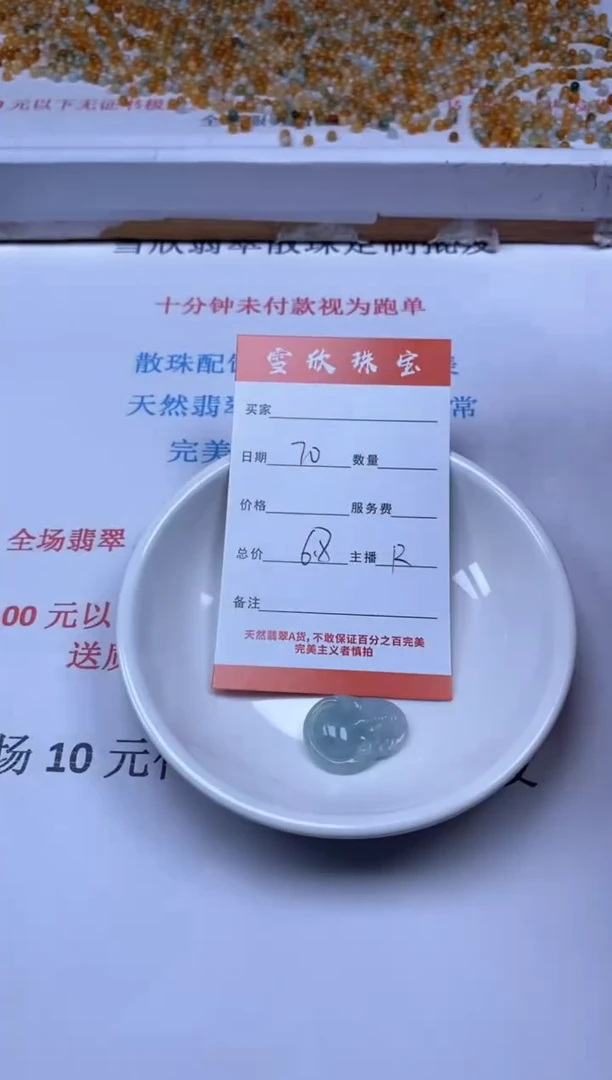 元以下无证书
全
雪欣翡翠散珠定制批发
十分钟未付款视为跑单
散珠配
天然翡翠 常
完美
全场翡翠
00 元以
送
场 10 元
雪欣珠宝
买家
日期 70 数量
价格 服务费
总价 68 主播 R
备注
天然翡翠A货,不敢保证百分之百完美
完美主义者慎拍